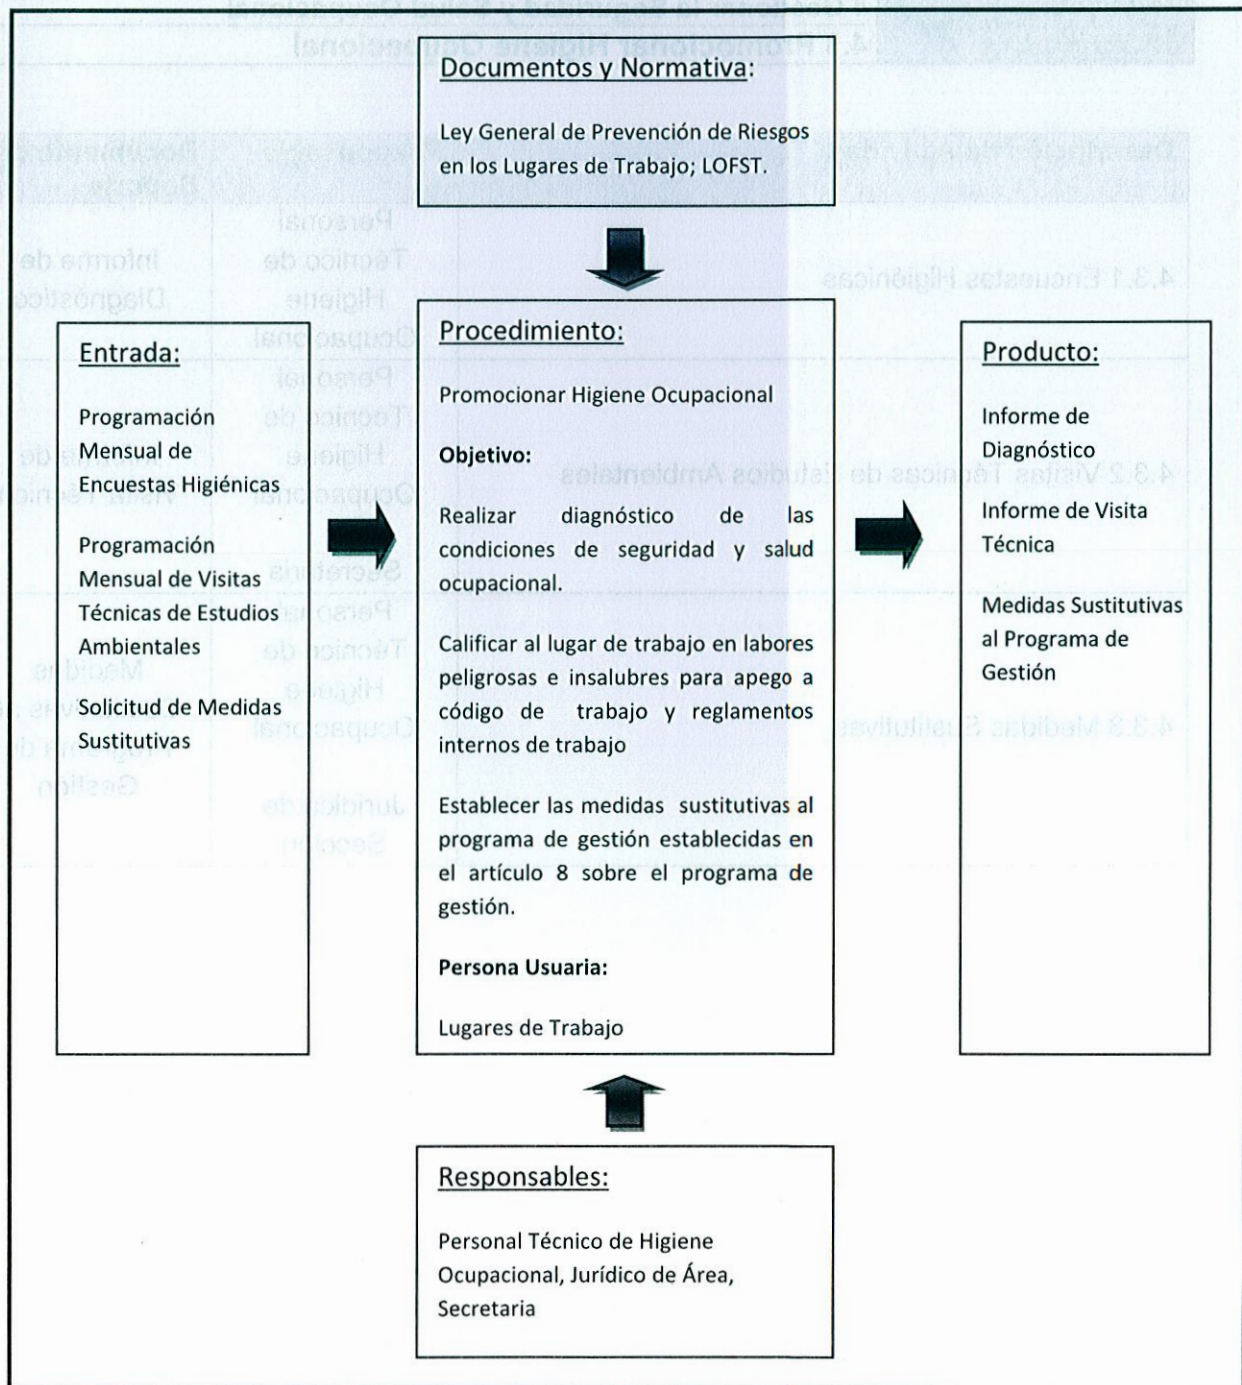 Documentos y Normativa:
Ley General de Prevención de Riesgos
en los Lugares de Trabajo; LOFST.
Entrada:
Programación
Mensual de
Encuestas Higiénicas
Programación
Mensual de Visitas
Técnicas de Estudios
Ambientales
Solicitud de Medidas
Sustitutivas
Procedimiento:
Promocionar Higiene Ocupacional
Objetivo:
Realizar diagnóstico de las
condiciones de seguridad y salud
ocupacional.
Calificar al lugar de trabajo en labores
peligrosas e insalubres para apego a
código de trabajo y reglamentos
internos de trabajo
Establecer las medidas sustitutivas al
programa de gestión establecidas en
el artículo 8 sobre el programa de
gestión.
Persona Usuaria:
Lugares de Trabajo
Producto:
Informe de
Diagnóstico
Informe de Visita
Técnica
Medidas Sustitutivas
al Programa de
Gestión
Responsables:
Personal Técnico de Higiene
Ocupacional, Jurídico de Área,
Secretaria